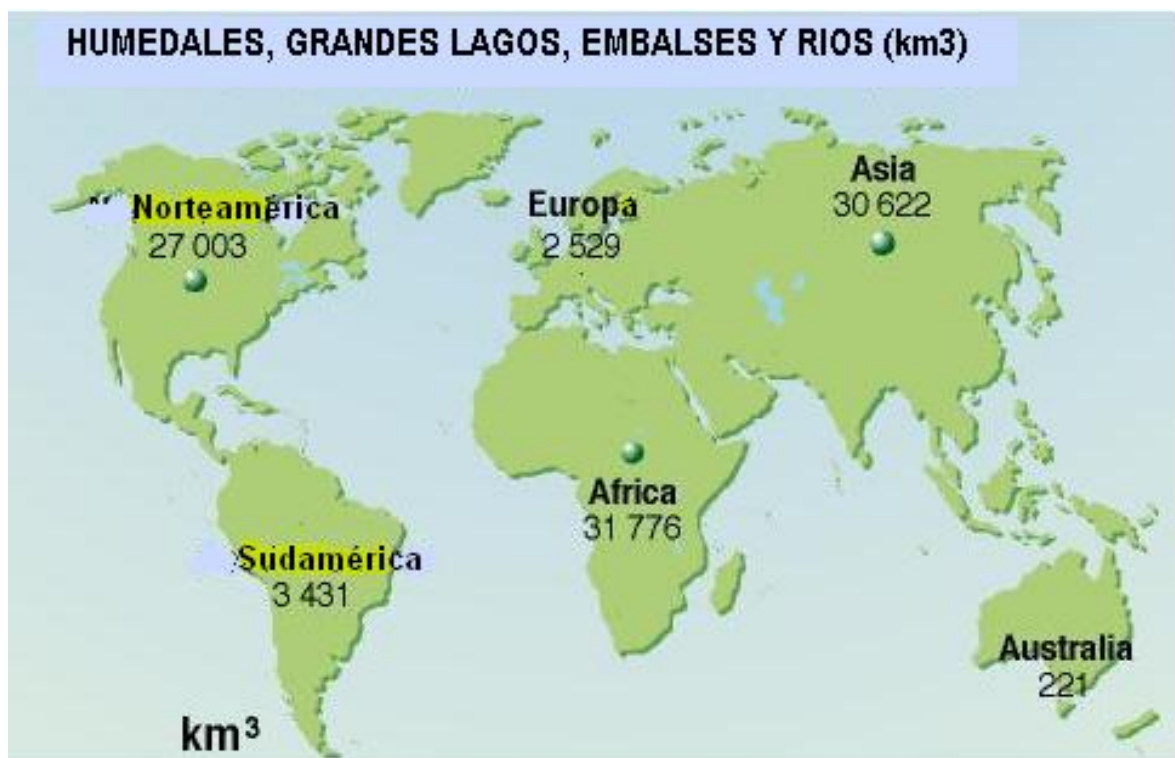 HUMEDALES, GRANDES LAGOS, EMBALSES Y RIOS (km3)
Norteamérica
27 003
Europa
2 529
Asia
30 622
Africa
31 776
Sudamérica
3 431
Australia
221
km³